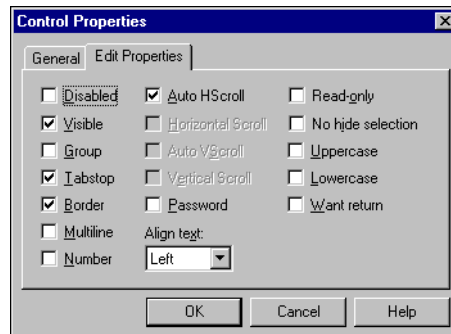 Control Properties
General Edit Properties
Disabled Auto HScroll Read-only
Visible Horizontal Scroll No hide selection
Group Auto VScroll Uppercase
Tabstop Vertical Scroll Lowercase
Border Password Want return
Multiline Align text:
Number Left
OK Cancel Help